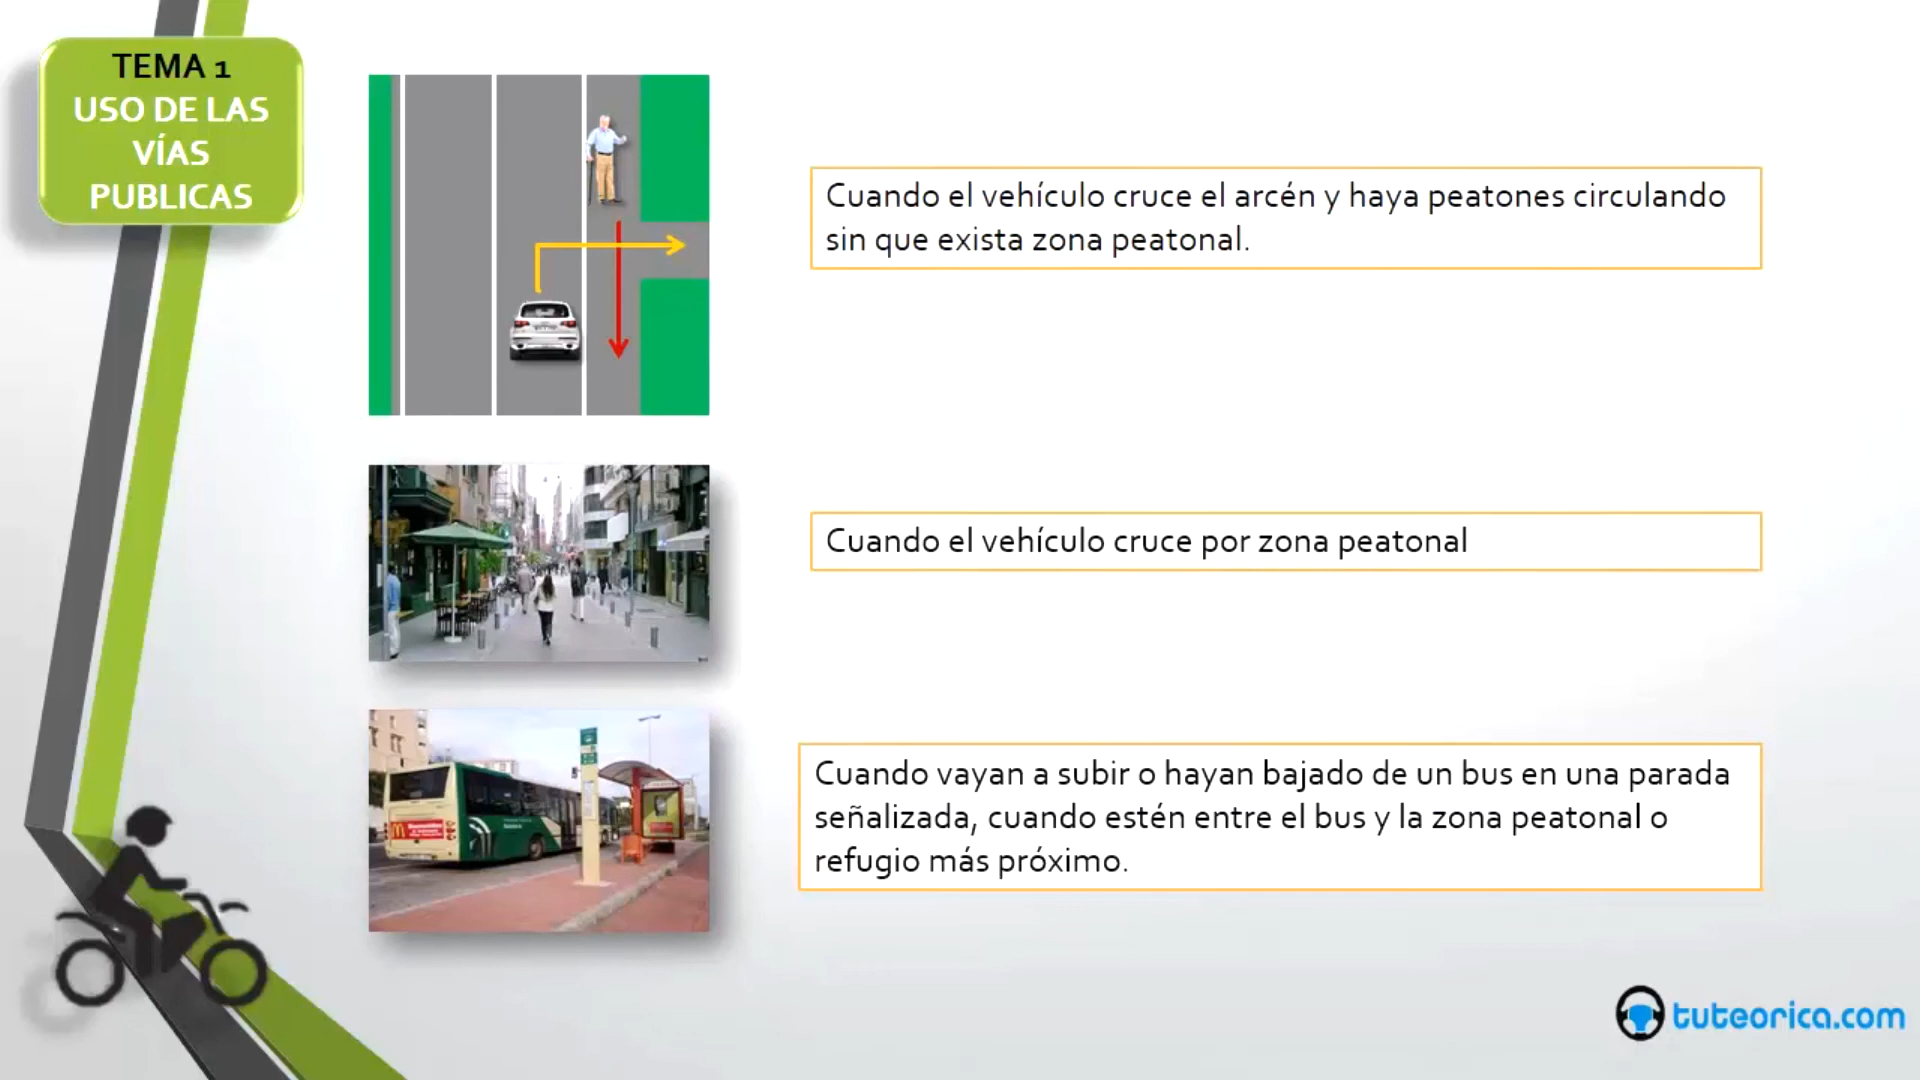 TEMA 1
USO DE LAS
VÍAS
PUBLICAS
Cuando el vehículo cruce el arcén y haya peatones circulando
sin que exista zona peatonal.
Cuando el vehículo cruce por zona peatonal
Cuando vayan a subir o hayan bajado de un bus en una parada
señalizada, cuando estén entre el bus y la zona peatonal o
refugio más próximo.
tuteorica.com